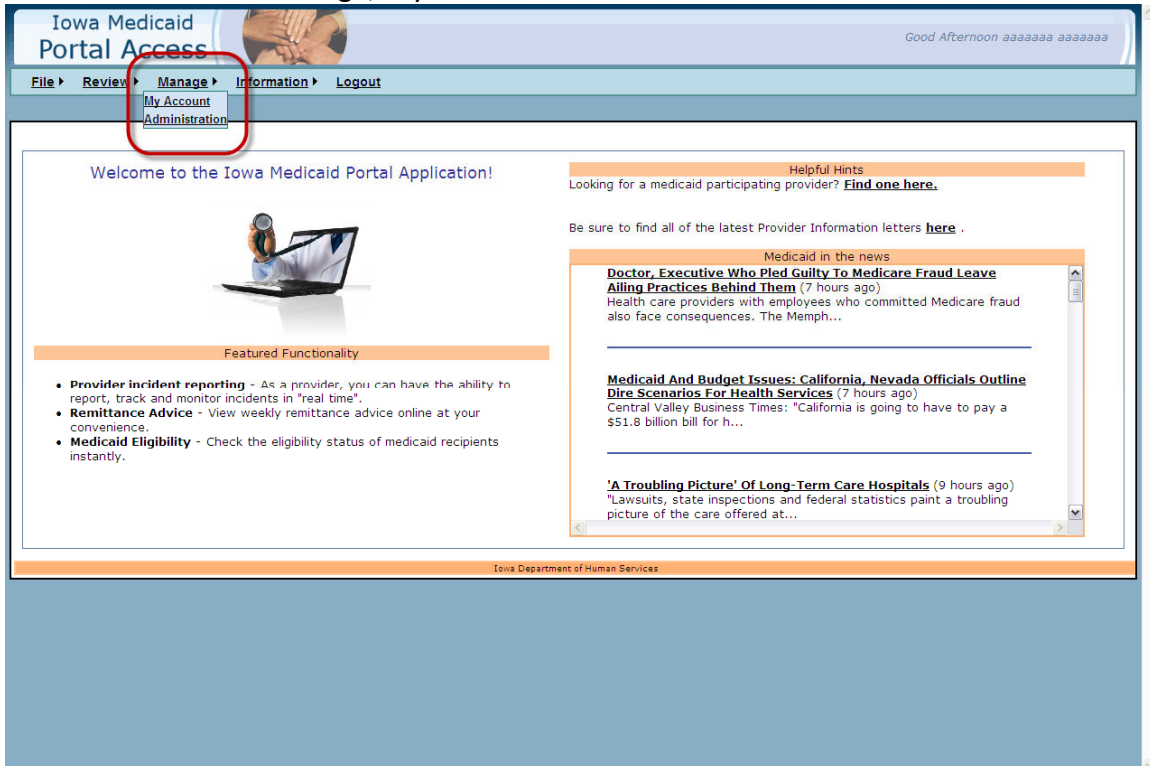 Iowa Medicaid
Portal Access
Good Afternoon aaaaaaa aaaaaaa
File Review Manage Information Logout
My Account
Administration
Welcome to the Iowa Medicaid Portal Application!
Featured Functionality
• Provider incident reporting - As a provider, you can have the ability to
report, track and monitor incidents in "real time".
• Remittance Advice - View weekly remittance advice online at your
convenience.
• Medicaid Eligibility - Check the eligibility status of medicaid recipients
instantly.
Helpful Hints
Looking for a medicaid participating provider? Find one here.
Be sure to find all of the latest Provider Information letters here .
Medicaid in the news
Doctor, Executive Who Pled Guilty To Medicare Fraud Leave
Ailing Practices Behind Them (7 hours ago)
Health care providers with employees who committed Medicare fraud
also face consequences. The Memph...
Medicaid And Budget Issues: California, Nevada Officials Outline
Dire Scenarios For Health Services (7 hours ago)
Central Valley Business Times: "California is going to have to pay a
$51.8 billion bill for h...
'A Troubling Picture' Of Long-Term Care Hospitals (9 hours ago)
"Lawsuits, state inspections and federal statistics paint a troubling
picture of the care offered at...
Iowa Department of Human Services